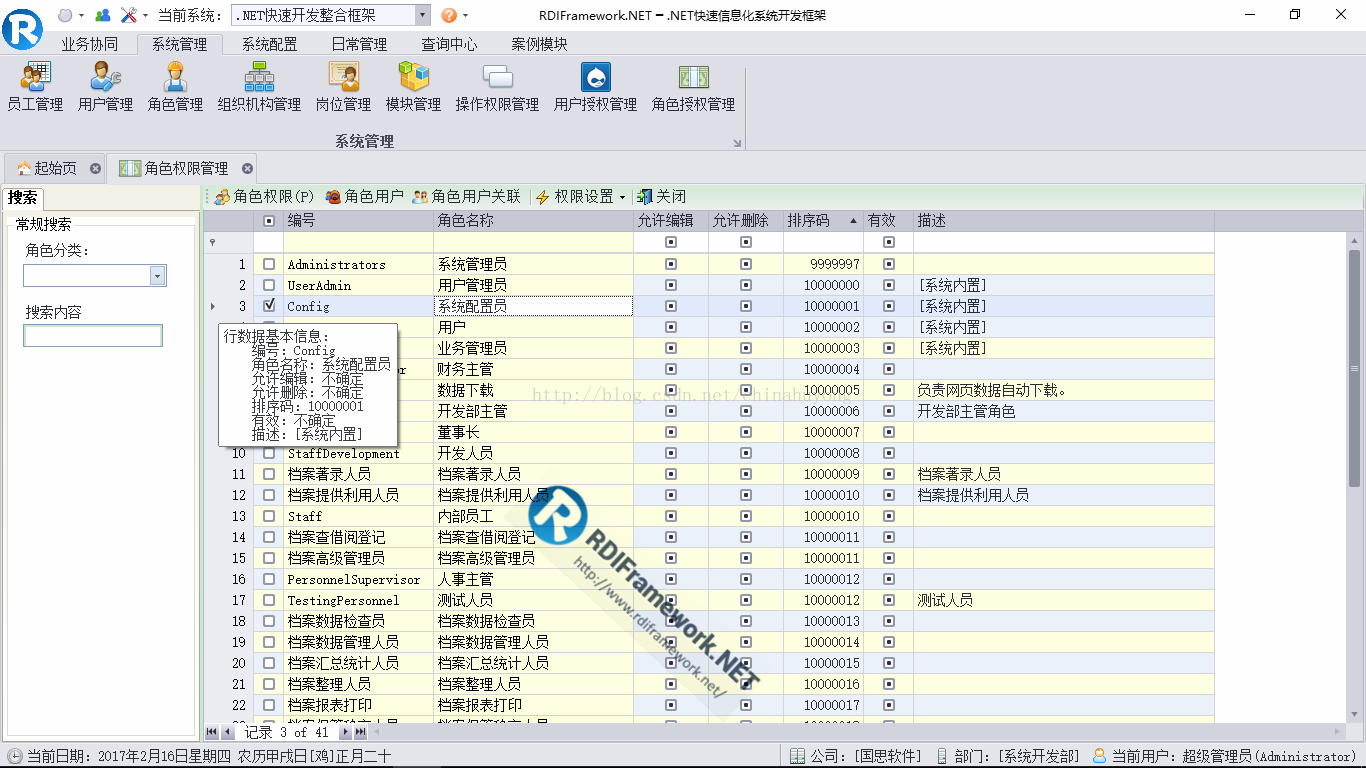 当前系统: .NET快速开发整合框架
RDIFramework.NET － .NET快速信息化系统开发框架
业务协同 系统管理 系统配置 日常管理 查询中心 案例模块
员工管理 用户管理 角色管理 组织机构管理 岗位管理 模块管理 操作权限管理 用户授权管理 角色授权管理
系统管理
起始页 角色权限管理
搜索
常规搜索
角色分类:
搜索内容
角色权限(P) 角色用户 角色用户关联 权限设置 关闭
编号 角色名称 允许编辑 允许删除 排序码 有效 描述
1 Administrators 系统管理员 9999997
2 UserAdmin 用户管理员 10000000 [系统内置]
3 Config 系统配置员 10000001 [系统内置]
用户 10000002 [系统内置]
业务管理员 10000003 [系统内置]
or 财务主管 10000004
数据下载 10000005 负责网页数据自动下载。
开发部主管 10000006 开发部主管角色
董事长 10000007
10 StaffDevelopment 开发人员 10000008
11 档案著录人员 档案著录人员 10000009 档案著录人员
12 档案提供利用人员 档案提供利用人员 10000010 档案提供利用人员
13 Staff 内部员工 10000010
14 档案查借阅登记 档案查借阅登记 10000011
15 档案高级管理员 档案高级管理员 10000011
16 PersonnelSupervisor 人事主管 10000012
17 TestingPersonnel 测试人员 10000012 测试人员
18 档案数据检查员 档案数据检查员 10000013
19 档案数据管理人员 档案数据管理人员 10000014
20 档案汇总统计人员 档案汇总统计人员 10000015
21 档案整理人员 档案整理人员 10000016
22 档案报表打印 档案报表打印 10000017
行数据基本信息:
编号: Config
角色名称: 系统配置员
允许编辑: 不确定
允许删除: 不确定
排序码: 10000001
有效: 不确定
描述: [系统内置]
http://blog.csdn.net/chinahuyong
RDIFramework.NET
http://www.rdiframework.net/
记录 3 of 41
当前日期: 2017年2月16日星期四 农历甲戌日[鸡]正月二十
公司: [国思软件] 部门: [系统开发部] 当前用户: 超级管理员(Administrator)